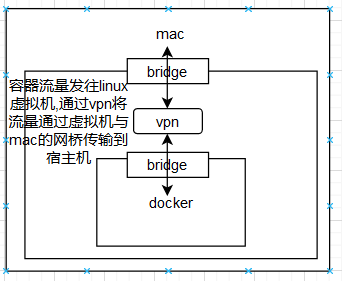 mac
bridge
容器流量发往linux
虚拟机,通过vpn将
流量通过虚拟机与
mac的网桥传输到
宿主机
vpn
bridge
docker